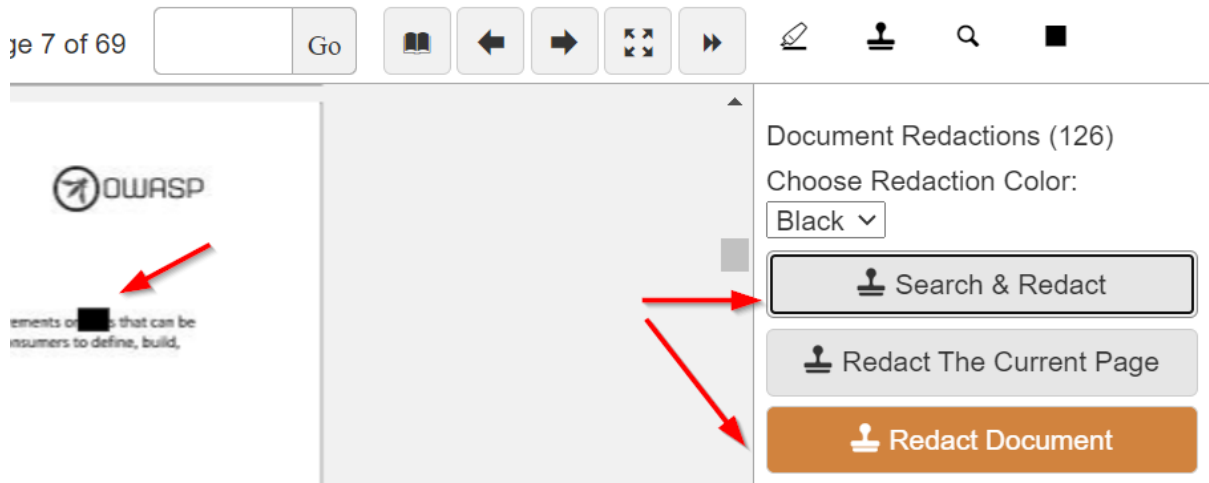 ge 7 of 69
Go
Document Redactions (126)
Choose Redaction Color:
Black
Search & Redact
Redact The Current Page
Redact Document
OWASP
ements or s that can be
onsumers to define, build,